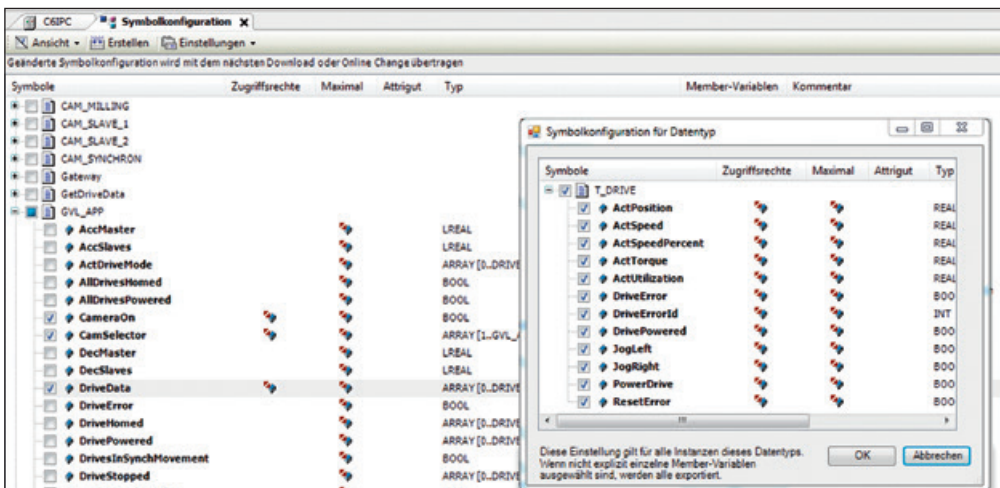 C6IPC Symbolkonfiguration X
Ansicht Erstellen Einstellungen
Geänderte Symbolkonfiguration wird mit dem nächsten Download oder Online Change übertragen
Symbole Zugriffsrechte Maximal Attrigut Typ Member-Variablen Kommentar
CAM_MILLING
CAM_SLAVE_1
CAM_SLAVE_2
CAM_SYNCHRON
Gateway
GetDriveData
GVL_APP
AccMaster LREAL
AccSlaves LREAL
ActDriveMode ARRAY [0..DRIVE
AllDrivesHomed BOOL
AllDrivesPowered BOOL
CameraOn BOOL
CamSelector ARRAY [1..GVL_A
DecMaster LREAL
DecSlaves LREAL
DriveData ARRAY [0..DRIVE
DriveError BOOL
DriveHomed ARRAY [0..DRIVE
DrivePowered ARRAY [0..DRIVE
DrivesInSynchMovement BOOL
DriveStopped ARRAY [0..DRIVE
Symbolkonfiguration für Datentyp
Symbole Zugriffsrechte Maximal Attrigut Typ
T_DRIVE
ActPosition REAL
ActSpeed REAL
ActSpeedPercent REAL
ActTorque REAL
ActUtilization REAL
DriveError BOO
DriveErrorId INT
DrivePowered BOO
JogLeft BOO
JogRight BOO
PowerDrive BOO
ResetError BOO
Diese Einstellung gilt für alle Instanzen dieses Datentyps.
Wenn nicht explizit einzelne Member-Variablen
ausgewählt sind, werden alle exportiert.
OK Abbrechen